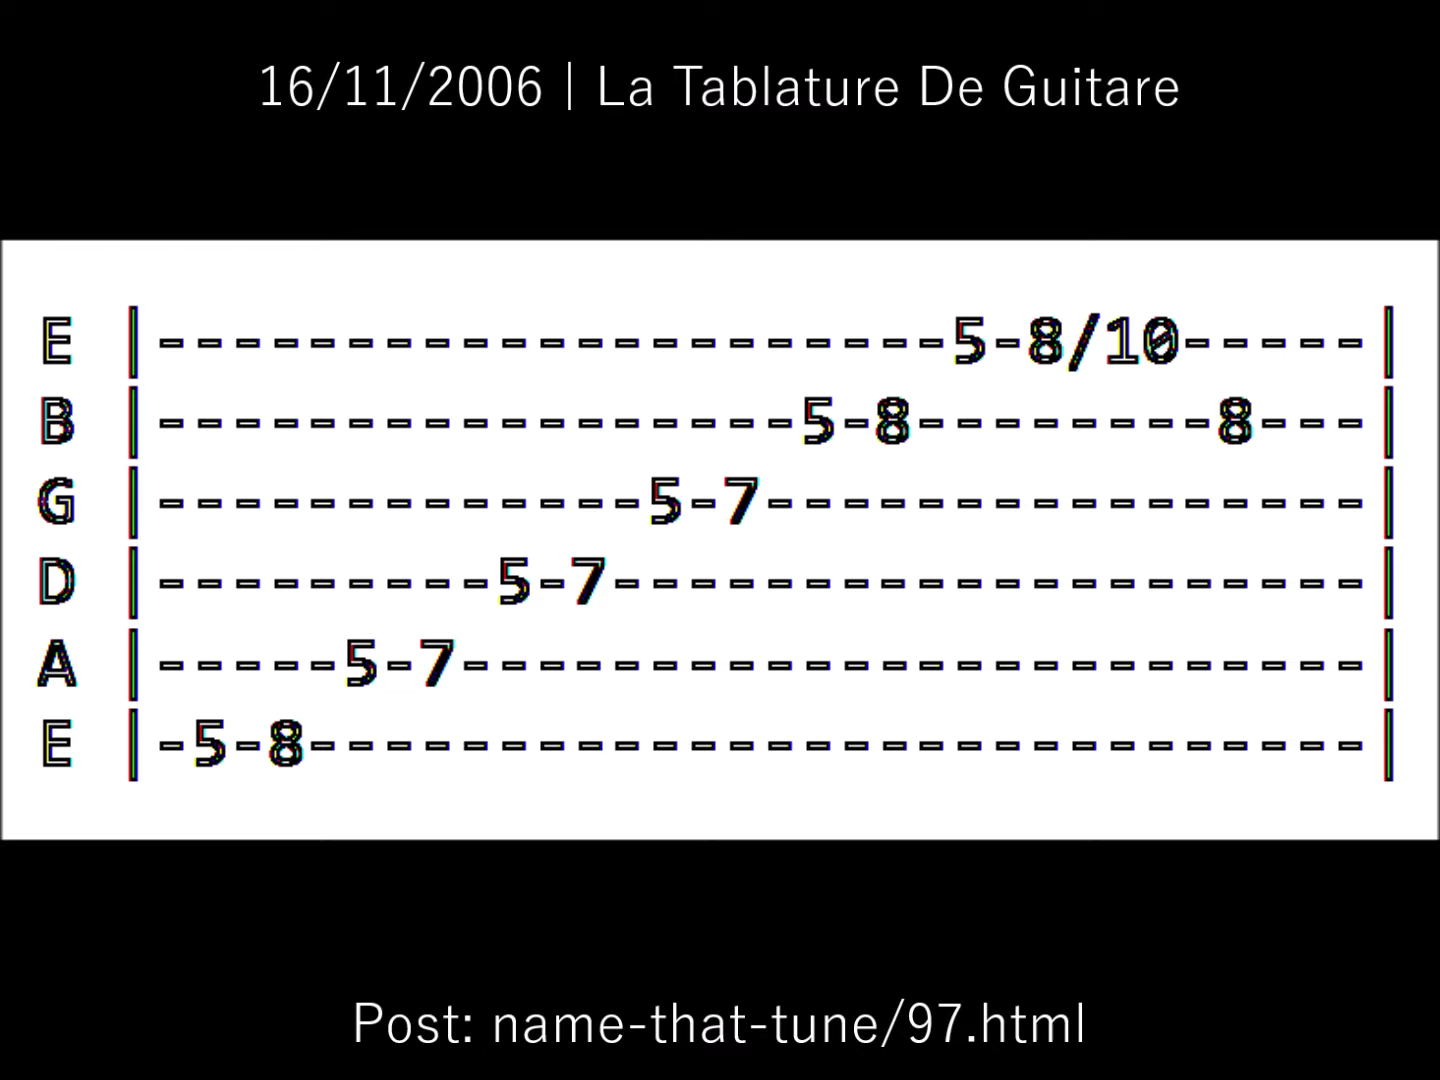 16/11/2006 | La Tablature De Guitare
E |---------------------5-8/10-----|
B |-----------------5-8--------8---|
G |-------------5-7----------------|
D |---------5-7--------------------|
A |-----5-7------------------------|
E |-5-8----------------------------|
Post: name-that-tune/97.html